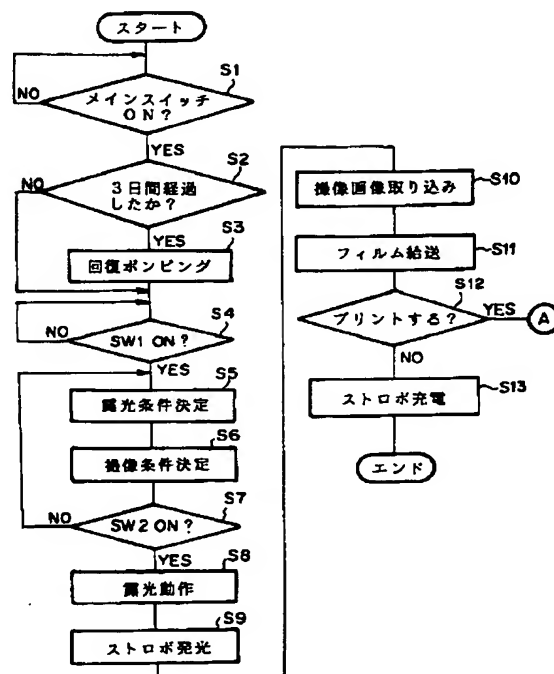 スタート
S1
メインスイッチ
ON?
NO
YES
S2
3日間経過
したか?
NO
YES
S3
回復ポンピング
S4
SW1 ON?
NO
YES
S5
露光条件決定
S6
撮像条件決定
S7
SW2 ON?
NO
YES
S8
露光動作
S9
ストロボ発光
S10
撮像画像取り込み
S11
フィルム給送
S12
プリントする?
YES
A
NO
S13
ストロボ充電
エンド